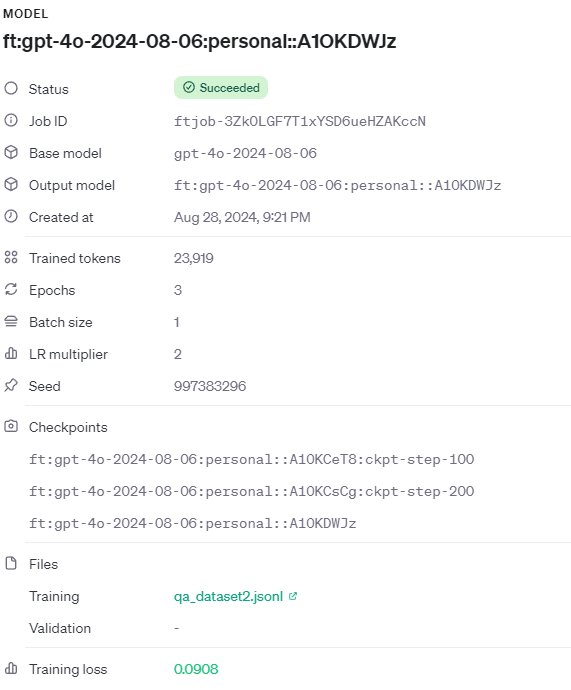 MODEL
ft:gpt-4o-2024-08-06:personal::A1OKDWJz
Status Succeeded
Job ID ftjob-3ZkOLGF7T1xYSD6ueHZAKccN
Base model gpt-4o-2024-08-06
Output model ft:gpt-4o-2024-08-06:personal::A1OKDWJz
Created at Aug 28, 2024, 9:21 PM
Trained tokens 23,919
Epochs 3
Batch size 1
LR multiplier 2
Seed 997383296
Checkpoints
ft:gpt-4o-2024-08-06:personal::A1OKCeT8:ckpt-step-100
ft:gpt-4o-2024-08-06:personal::A1OKCsCg:ckpt-step-200
ft:gpt-4o-2024-08-06:personal::A1OKDWJz
Files
Training qa_dataset2.jsonl
Validation -
Training loss 0.0908